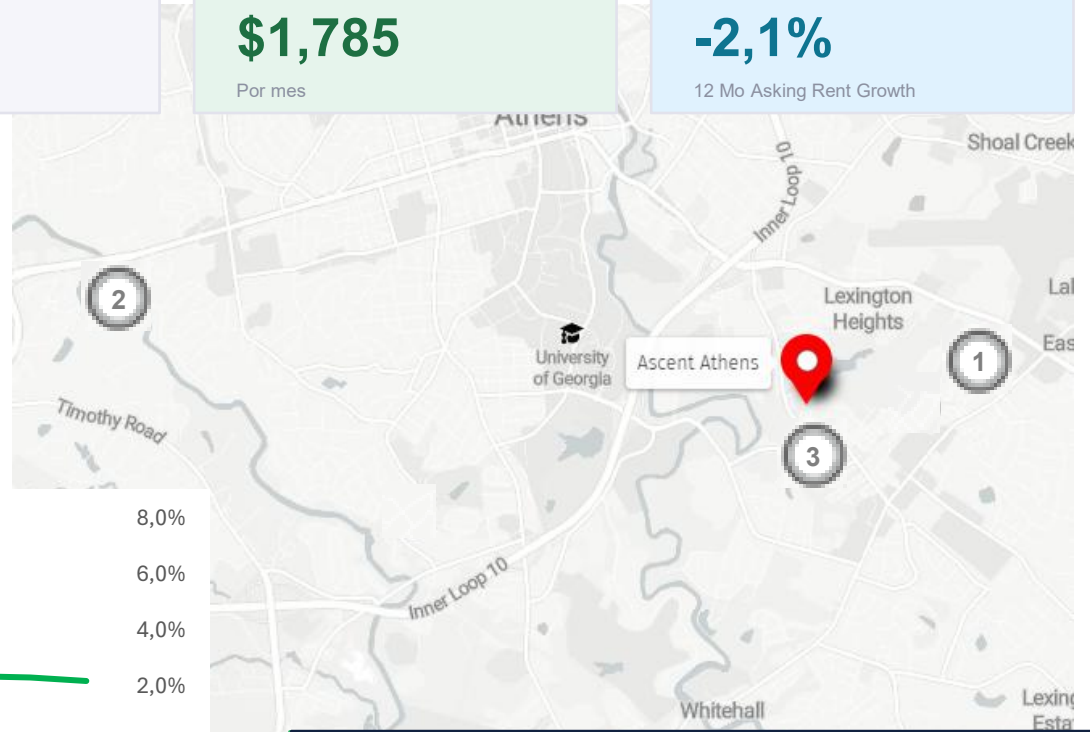 $1,785
Por mes
-2,1%
12 Mo Asking Rent Growth
Athens
Shoal Creek
Inner Loop 10
2
Lexington
Heights
University
of Georgia
Ascent Athens
1
3
Timothy Road
8,0%
6,0%
4,0%
2,0%
Inner Loop 10
Whitehall